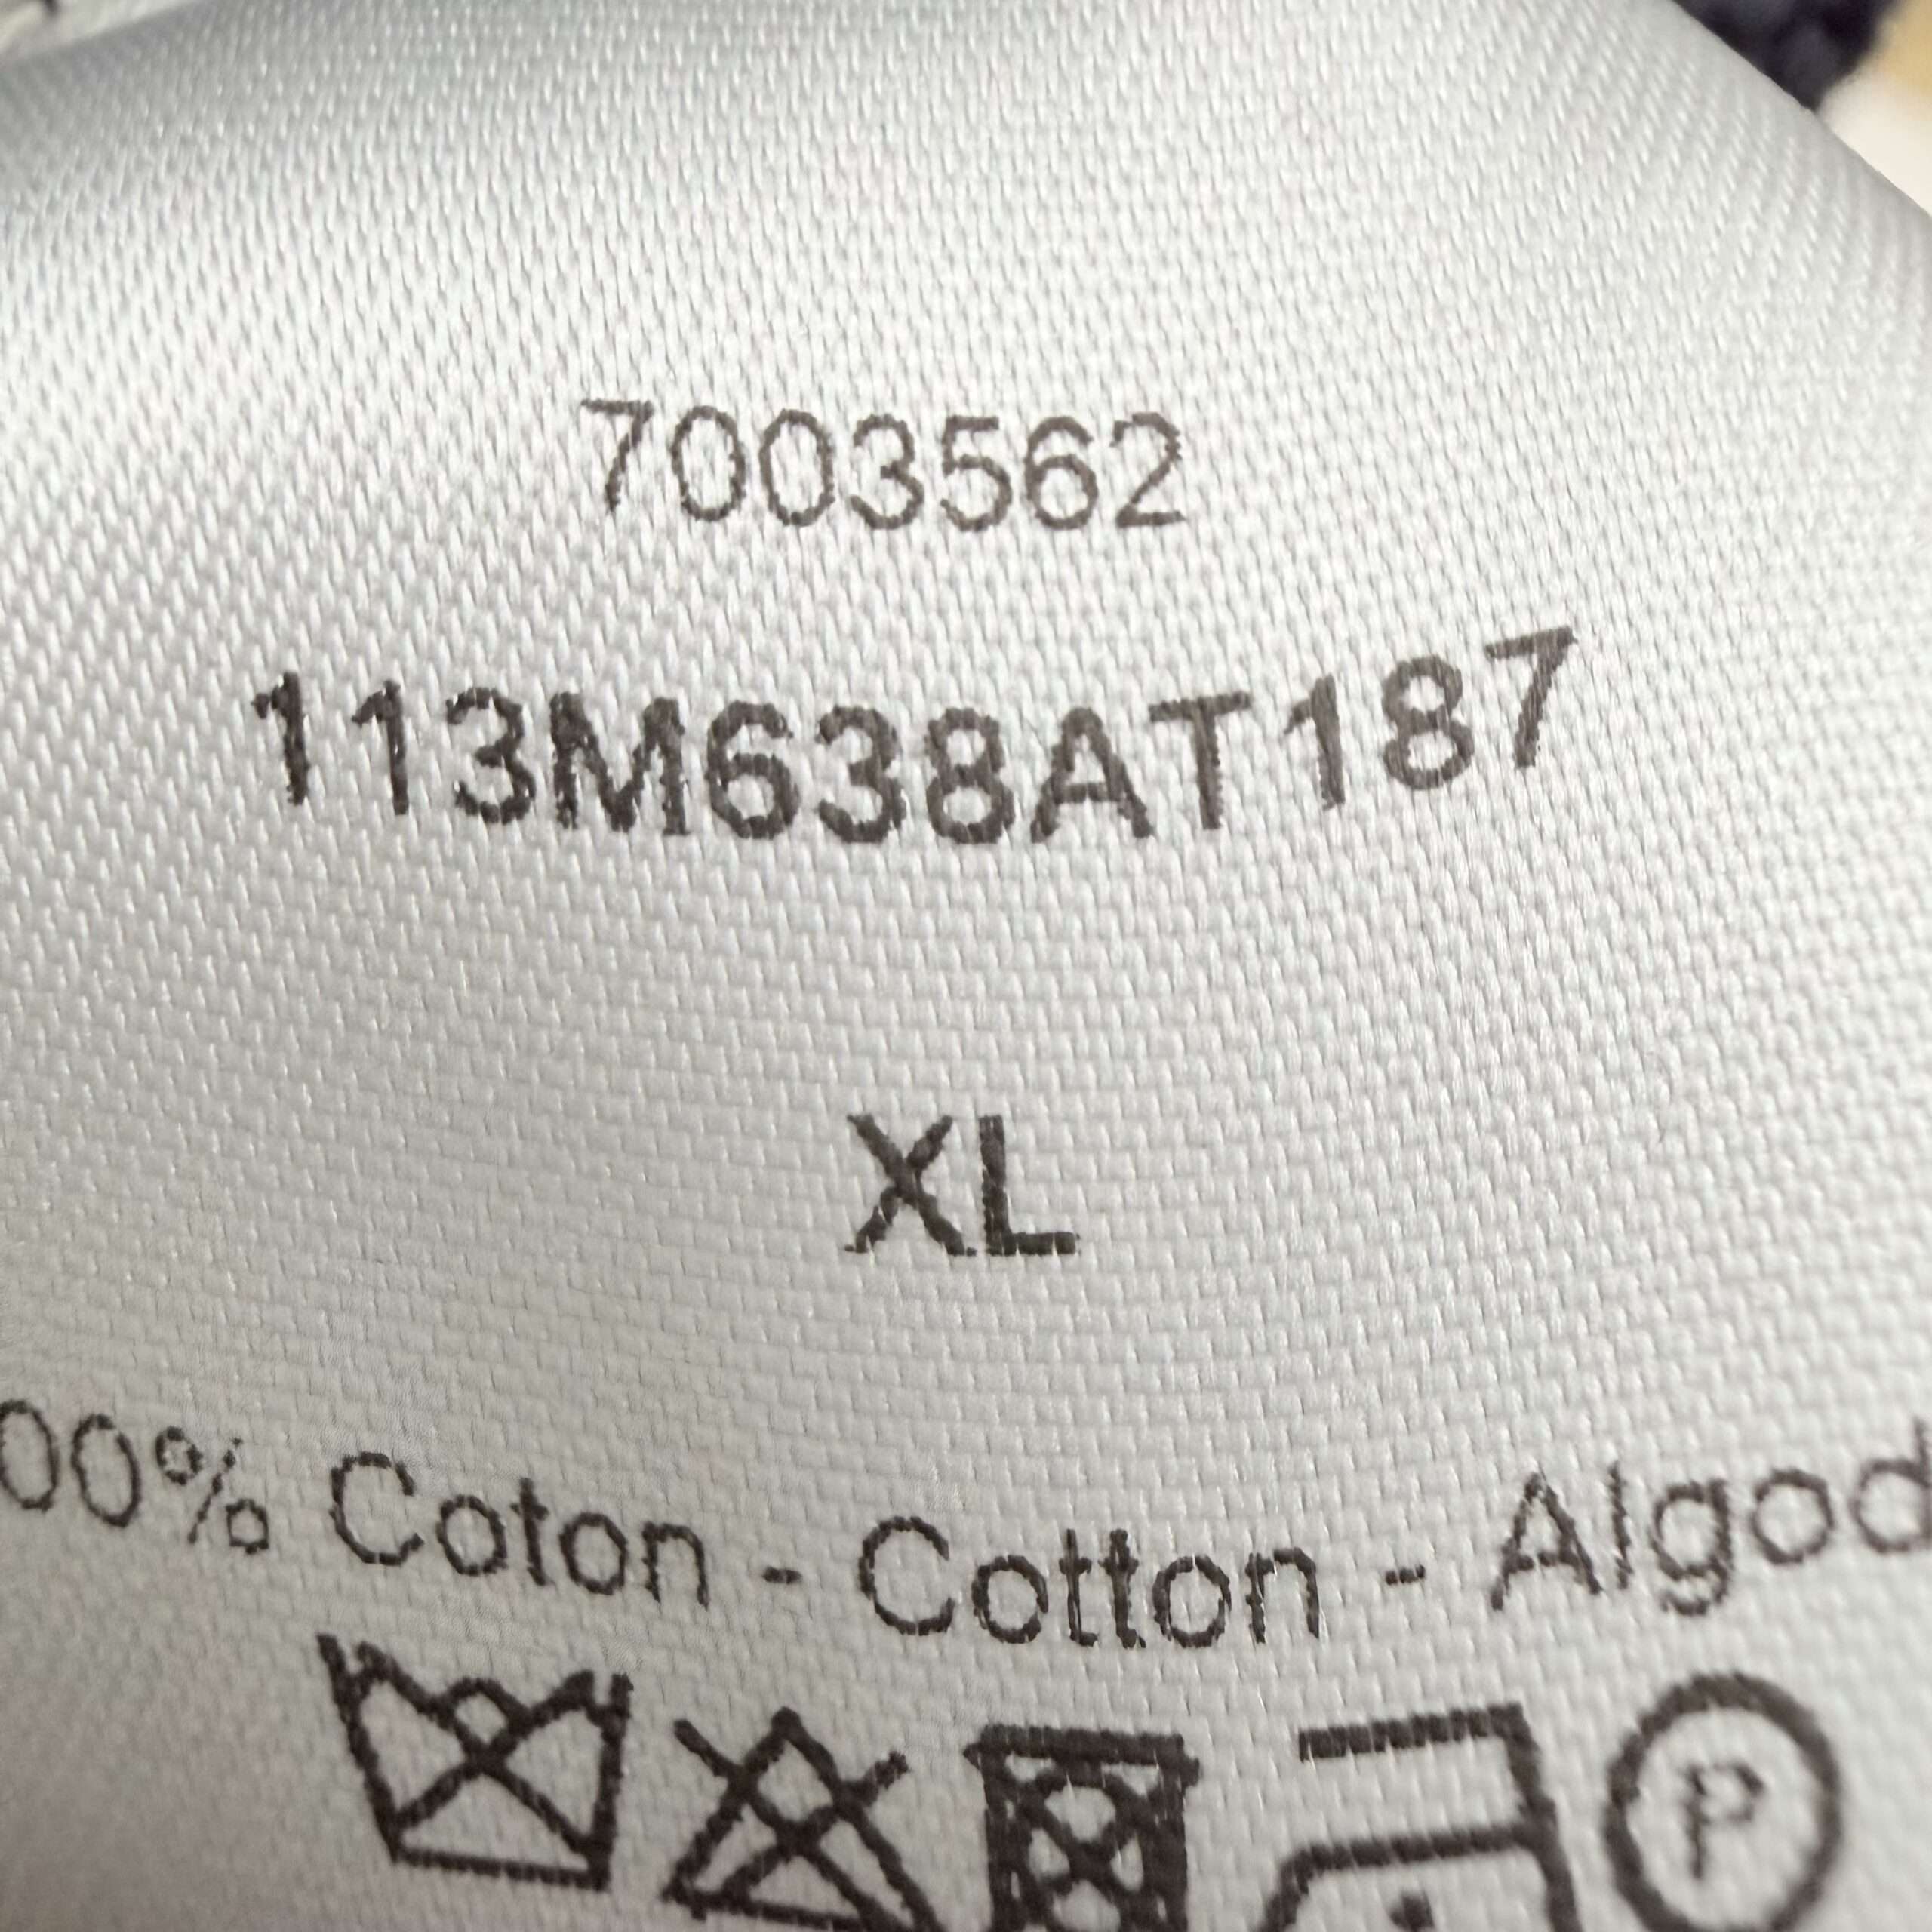 7003562
113M638AT187
XL
00% Coton - Cotton - Algod
P